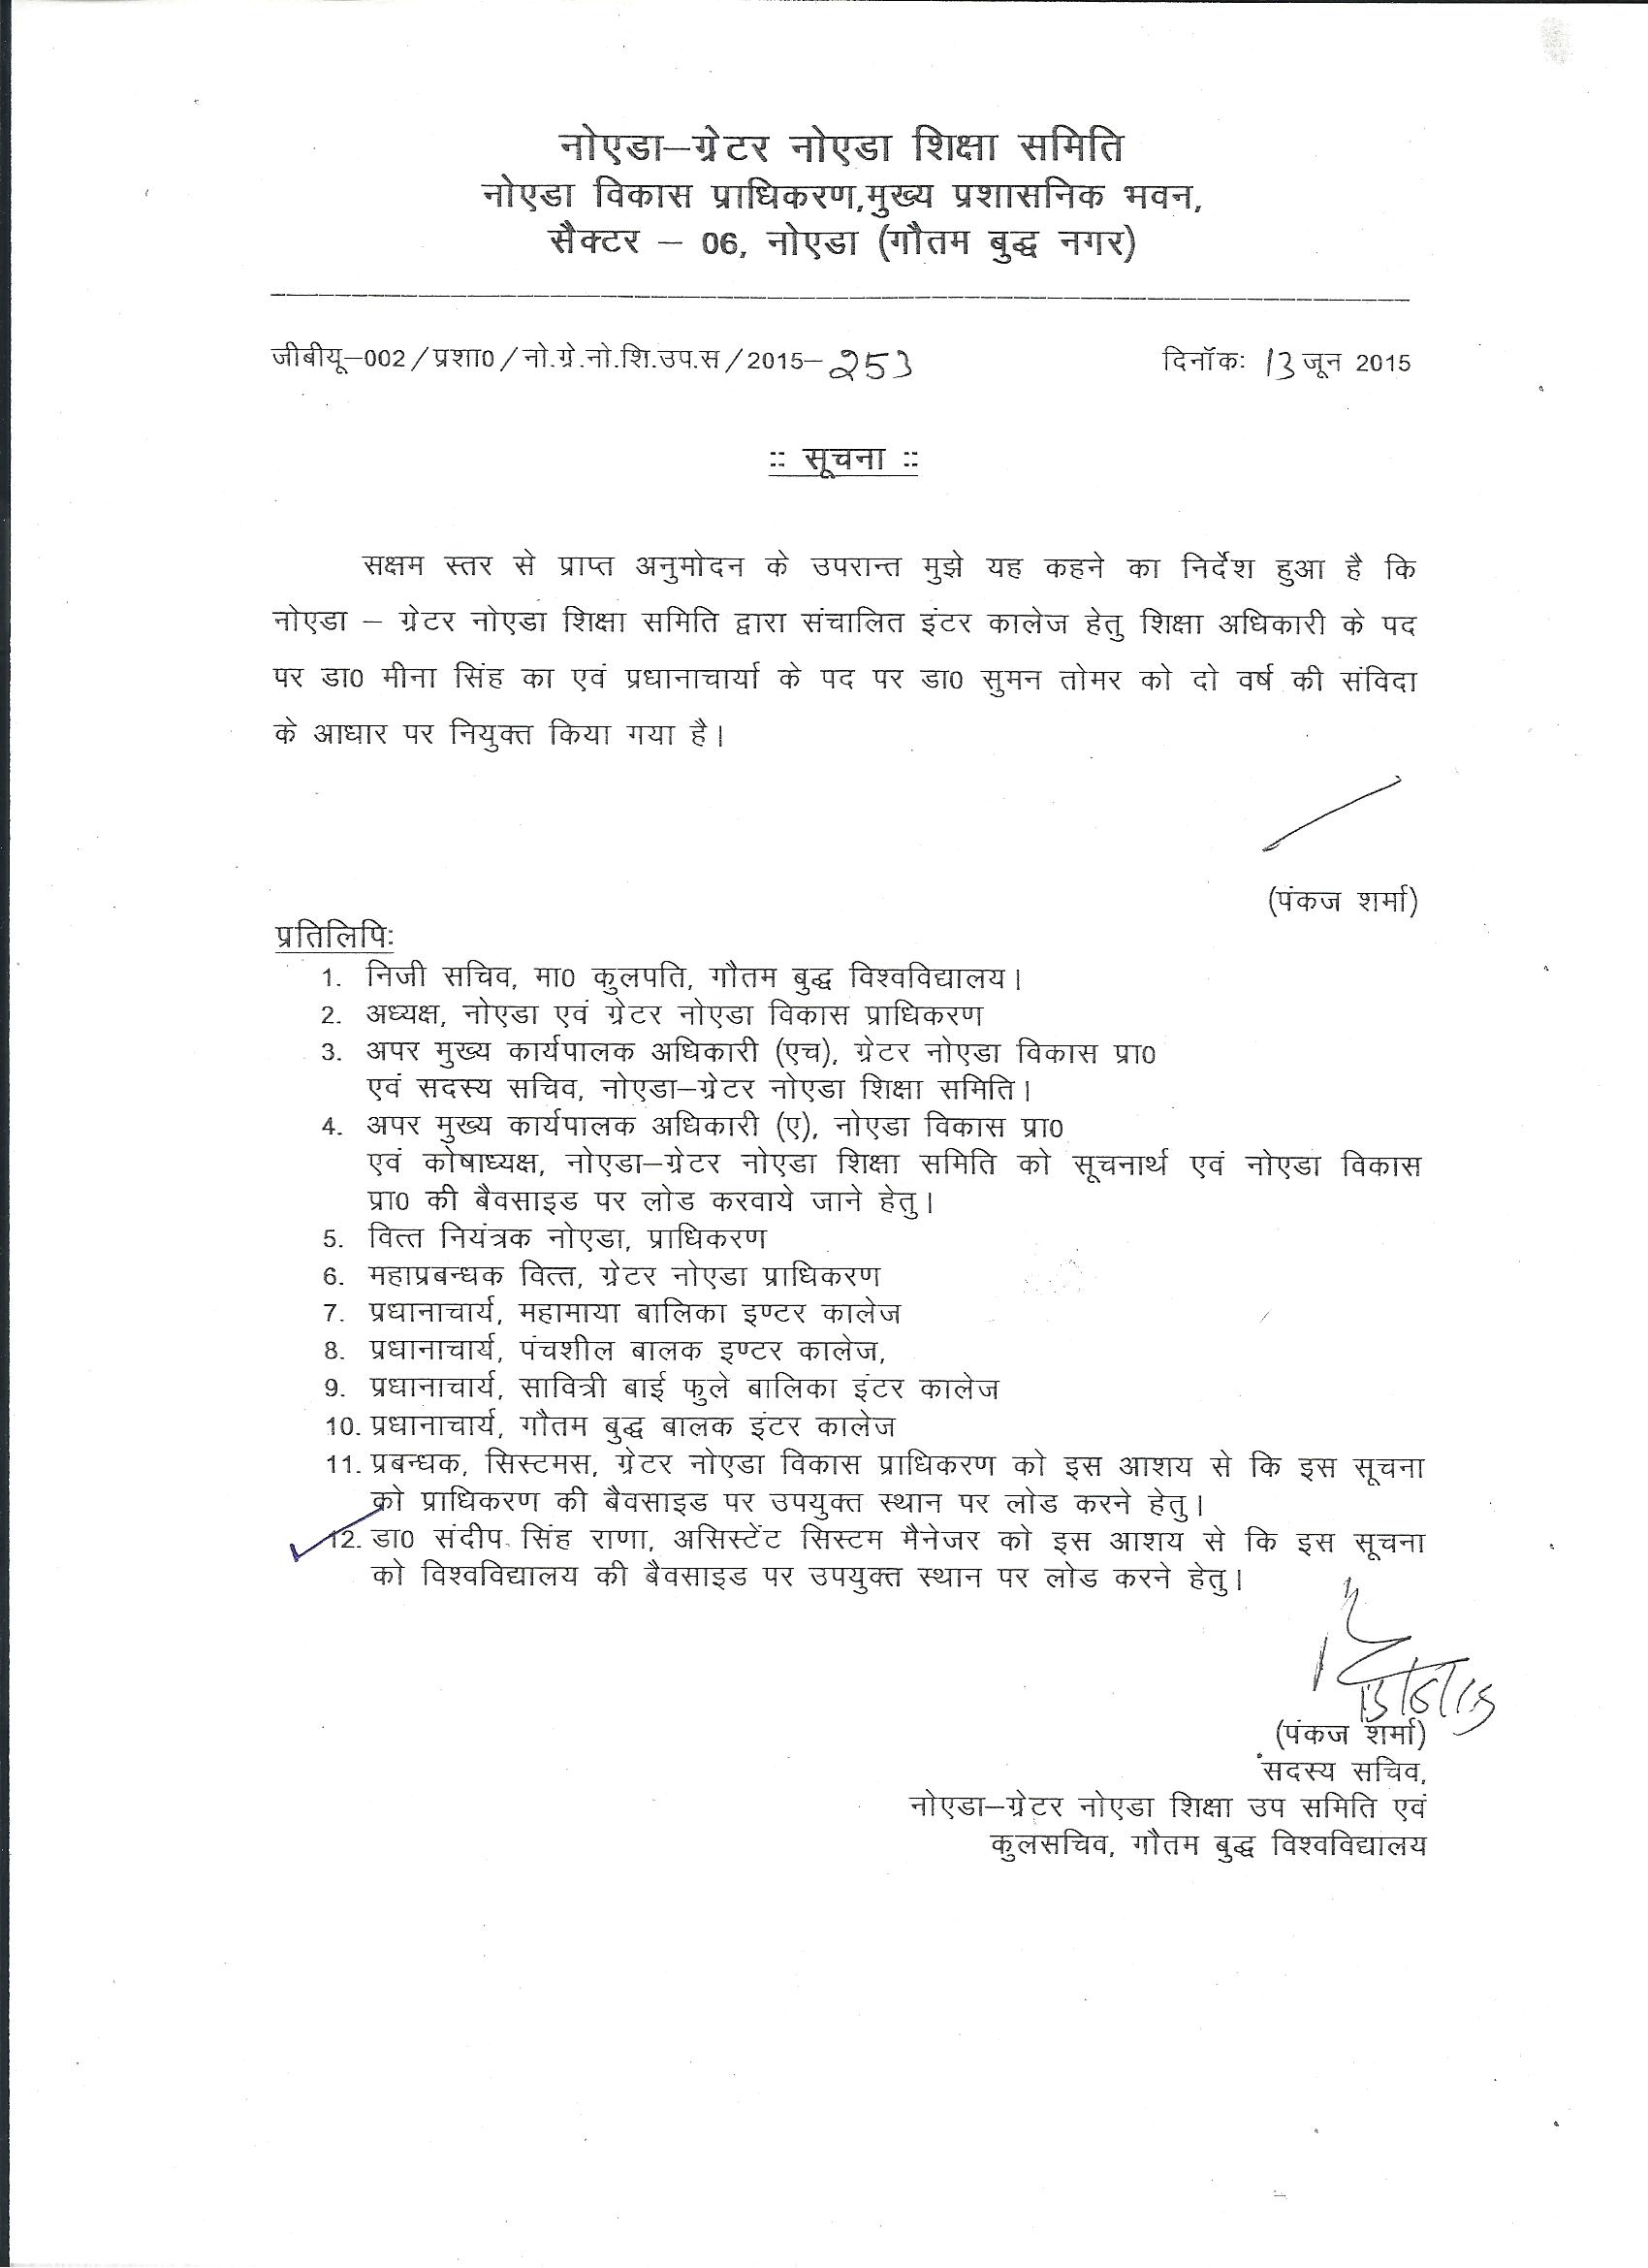 नोएडा–ग्रेटर नोएडा शिक्षा समिति
नोएडा विकास प्राधिकरण,मुख्य प्रशासनिक भवन,
सैक्टर – 06, नोएडा (गौतम बुद्ध नगर)
जीबीयू–002/प्रशा0/नो.ग्रे.नो.शि.उप.स/2015–253 दिनॉकः 13 जून 2015
:: सूचना ::
सक्षम स्तर से प्राप्त अनुमोदन के उपरान्त मुझे यह कहने का निर्देश हुआ है कि
नोएडा – ग्रेटर नोएडा शिक्षा समिति द्वारा संचालित इंटर कालेज हेतु शिक्षा अधिकारी के पद
पर डा0 मीना सिंह का एवं प्रधानाचार्या के पद पर डा0 सुमन तोमर को दो वर्ष की संविदा
के आधार पर नियुक्त किया गया है।
(पंकज शर्मा)
प्रतिलिपिः
1. निजी सचिव, मा0 कुलपति, गौतम बुद्ध विश्वविद्यालय।
2. अध्यक्ष, नोएडा एवं ग्रेटर नोएडा विकास प्राधिकरण
3. अपर मुख्य कार्यपालक अधिकारी (एच), ग्रेटर नोएडा विकास प्रा0
एवं सदस्य सचिव, नोएडा–ग्रेटर नोएडा शिक्षा समिति।
4. अपर मुख्य कार्यपालक अधिकारी (ए), नोएडा विकास प्रा0
एवं कोषाध्यक्ष, नोएडा–ग्रेटर नोएडा शिक्षा समिति को सूचनार्थ एवं नोएडा विकास
प्रा0 की बैवसाइड पर लोड करवाये जाने हेतु।
5. वित्त नियंत्रक नोएडा, प्राधिकरण
6. महाप्रबन्धक वित्त, ग्रेटर नोएडा प्राधिकरण
7. प्रधानाचार्य, महामाया बालिका इण्टर कालेज
8. प्रधानाचार्य, पंचशील बालक इण्टर कालेज,
9. प्रधानाचार्य, सावित्री बाई फुले बालिका इंटर कालेज
10. प्रधानाचार्य, गौतम बुद्ध बालक इंटर कालेज
11. प्रबन्धक, सिस्टमस, ग्रेटर नोएडा विकास प्राधिकरण को इस आशय से कि इस सूचना
को प्राधिकरण की बैवसाइड पर उपयुक्त स्थान पर लोड करने हेतु।
12. डा0 संदीप सिंह राणा, असिस्टेंट सिस्टम मैनेजर को इस आशय से कि इस सूचना
को विश्वविद्यालय की बैवसाइड पर उपयुक्त स्थान पर लोड करने हेतु।
(पंकज शर्मा)
सदस्य सचिव,
नोएडा–ग्रेटर नोएडा शिक्षा उप समिति एवं
कुलसचिव, गौतम बुद्ध विश्वविद्यालय